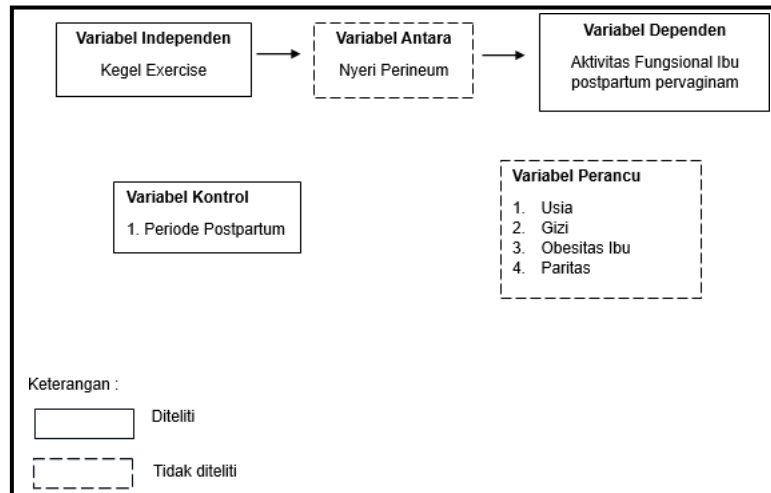 Variabel Independen
Kegel Exercise
Variabel Antara
Nyeri Perineum
Variabel Dependen
Aktivitas Fungsional Ibu
postpartum pervaginam
Variabel Kontrol
1. Periode Postpartum
Variabel Perancu
1. Usia
2. Gizi
3. Obesitas Ibu
4. Paritas
Keterangan :
Diteliti
Tidak diteliti